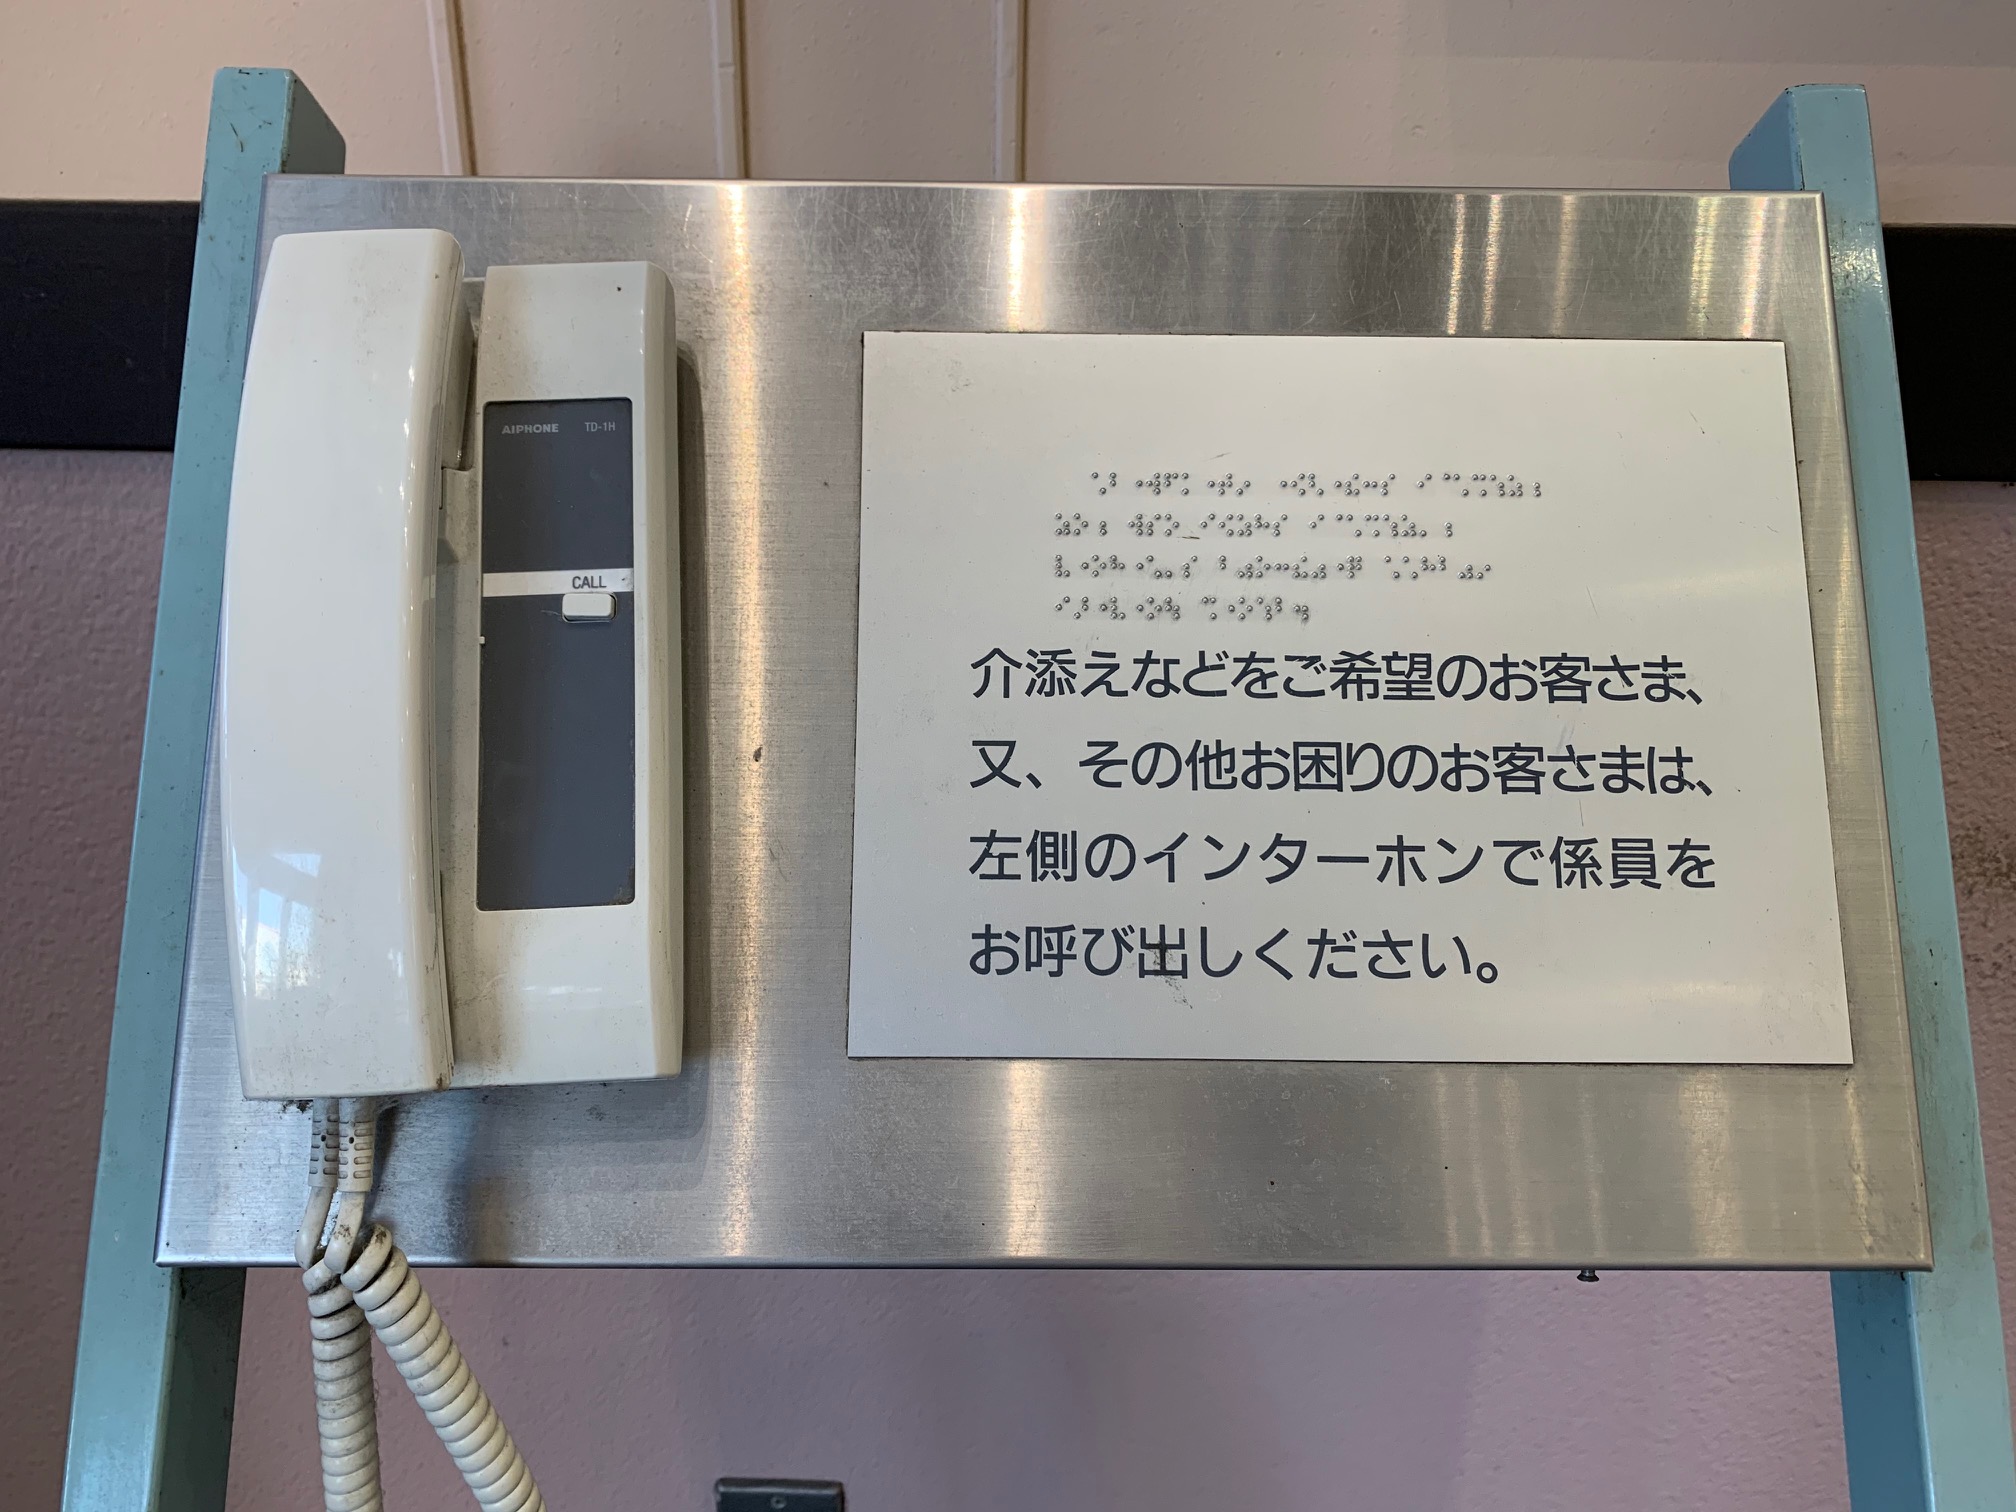 AIPHONE TD-1H
CALL
介添えなどをご希望のお客さま、
又、その他お困りのお客さまは、
左側のインターホンで係員を
お呼び出しください。